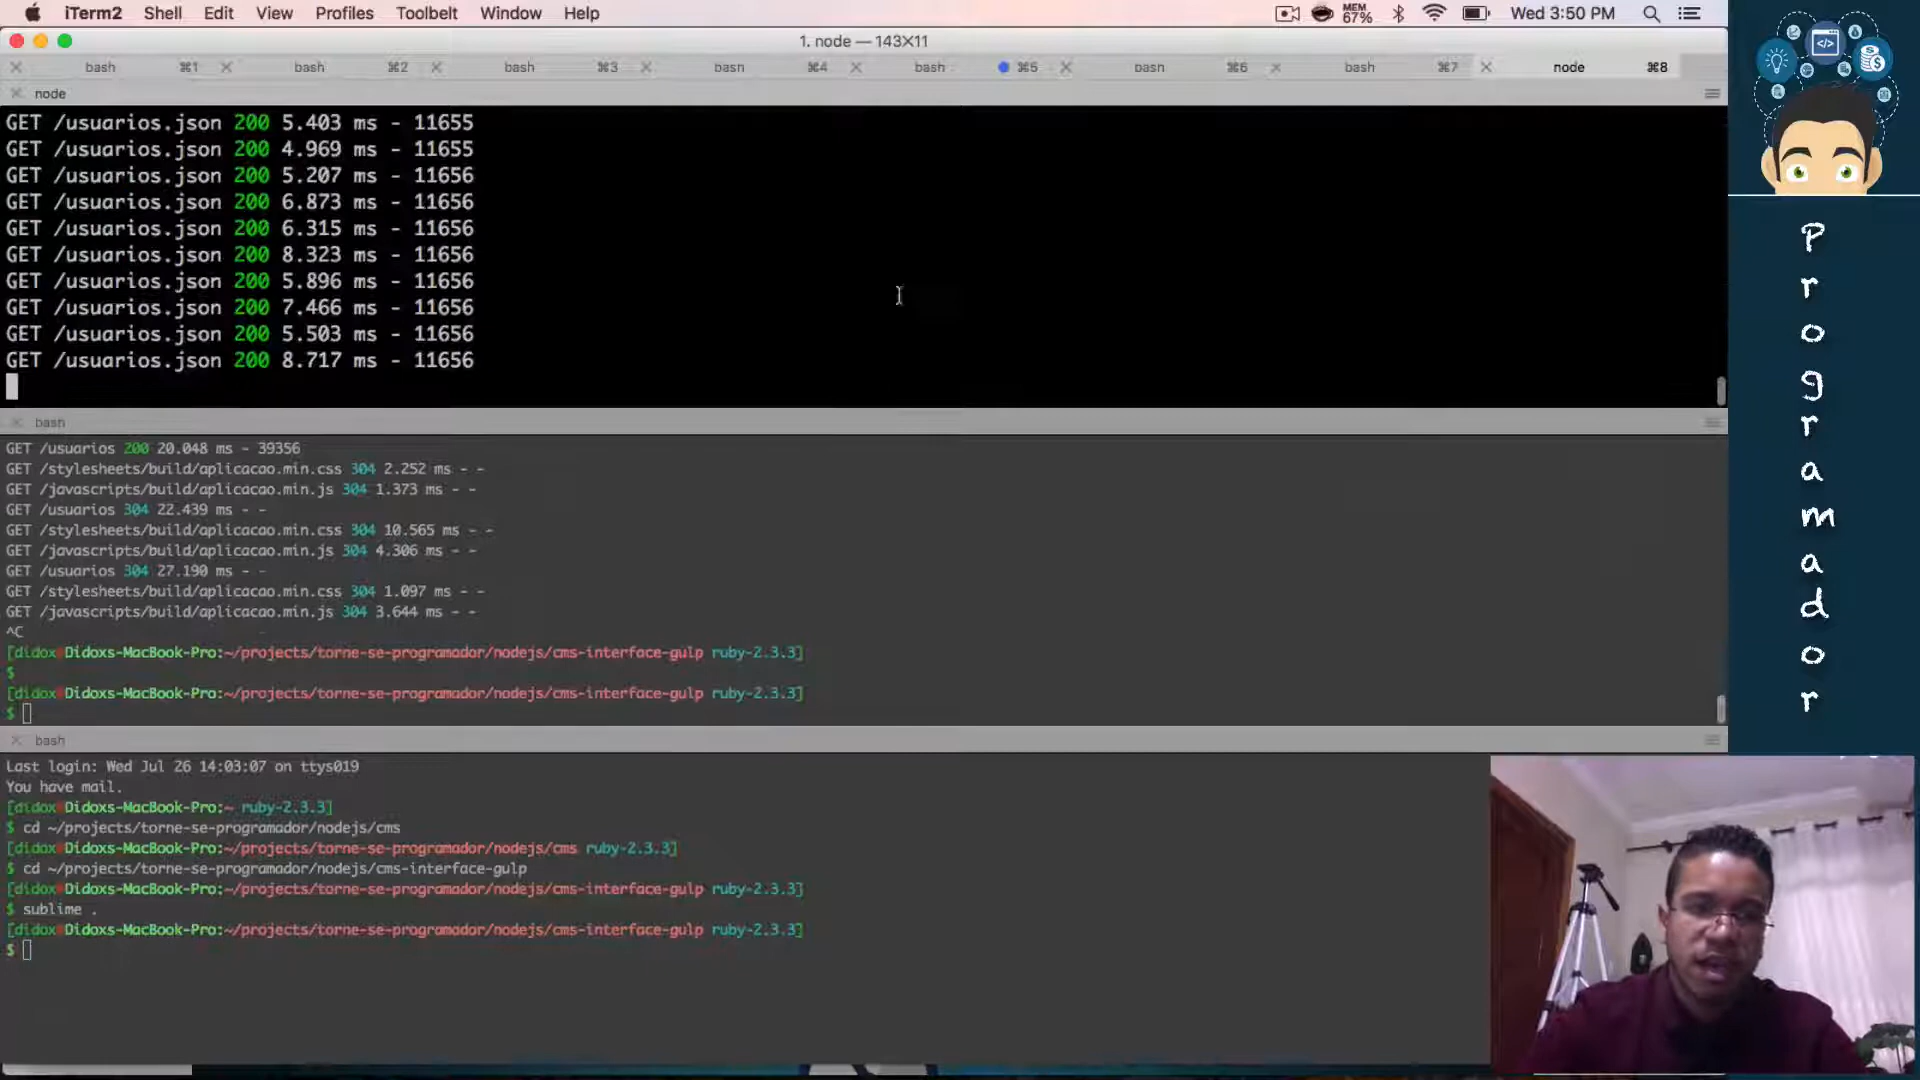 iTerm2 Shell Edit View Profiles Toolbelt Window Help MEM 67% Wed 3:50 PM
1. node — 143×11
bash ⌘1 bash ⌘2 bash ⌘3 bash ⌘4 bash ⌘5 bash ⌘6 bash ⌘7 node ⌘8
node
GET /usuarios.json 200 5.403 ms - 11655
GET /usuarios.json 200 4.969 ms - 11655
GET /usuarios.json 200 5.207 ms - 11656
GET /usuarios.json 200 6.873 ms - 11656
GET /usuarios.json 200 6.315 ms - 11656
GET /usuarios.json 200 8.323 ms - 11656
GET /usuarios.json 200 5.896 ms - 11656
GET /usuarios.json 200 7.466 ms - 11656
GET /usuarios.json 200 5.503 ms - 11656
GET /usuarios.json 200 8.717 ms - 11656
bash
GET /usuarios 200 20.048 ms - 39356
GET /stylesheets/build/aplicacao.min.css 304 2.252 ms - -
GET /javascripts/build/aplicacao.min.js 304 1.373 ms - -
GET /usuarios 304 22.439 ms - -
GET /stylesheets/build/aplicacao.min.css 304 10.565 ms - -
GET /javascripts/build/aplicacao.min.js 304 4.306 ms - -
GET /usuarios 304 27.190 ms - -
GET /stylesheets/build/aplicacao.min.css 304 1.097 ms - -
GET /javascripts/build/aplicacao.min.js 304 3.644 ms - -
^C
[didox@Didoxs-MacBook-Pro:~/projects/torne-se-programador/nodejs/cms-interface-gulp ruby-2.3.3]
$
[didox@Didoxs-MacBook-Pro:~/projects/torne-se-programador/nodejs/cms-interface-gulp ruby-2.3.3]
$
bash
Last login: Wed Jul 26 14:03:07 on ttys019
You have mail.
[didox@Didoxs-MacBook-Pro:~ ruby-2.3.3]
$ cd ~/projects/torne-se-programador/nodejs/cms
[didox@Didoxs-MacBook-Pro:~/projects/torne-se-programador/nodejs/cms ruby-2.3.3]
$ cd ~/projects/torne-se-programador/nodejs/cms-interface-gulp
[didox@Didoxs-MacBook-Pro:~/projects/torne-se-programador/nodejs/cms-interface-gulp ruby-2.3.3]
$ sublime .
[didox@Didoxs-MacBook-Pro:~/projects/torne-se-programador/nodejs/cms-interface-gulp ruby-2.3.3]
$
</>
Programador